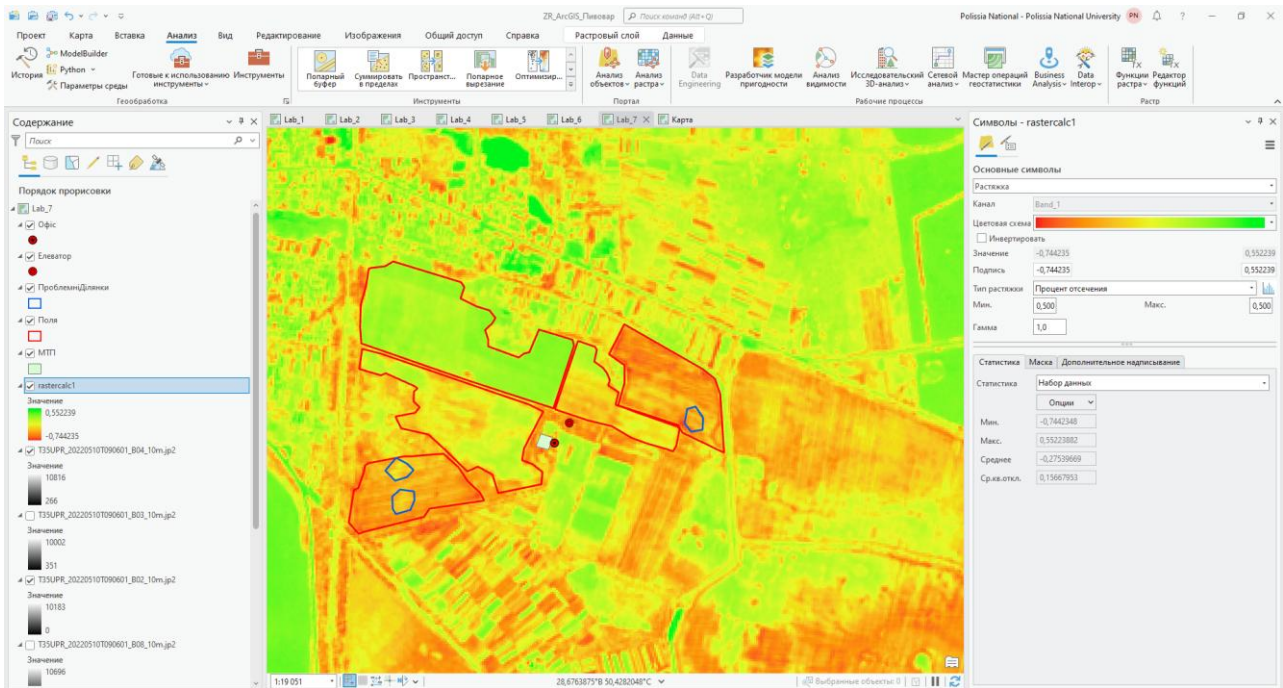 ZR_ArcGIS_Пивовар
Поиск команд (Alt+Q)
Polissia National - Polissia National University
PN
?
Проект Карта Вставка Анализ Вид Редактирование Изображения Общий доступ Справка Растровый слой Данные
История
ModelBuilder
Python
Параметры среды
Готовые к использованию инструменты
Инструменты
Геообработка
Попарный буфер
Суммировать в пределах
Пространст...
Попарное вырезание
Оптимизир...
Инструменты
Анализ объектов
Анализ растра
Портал
Data Engineering
Разработчик модели пригодности
Анализ видимости
Исследовательский 3D-анализ
Сетевой анализ
Мастер операций геостатистики
Business Analysis
Data Interop
Рабочие процессы
Функции растра
Редактор функций
Растр
Содержание
Поиск
Порядок прорисовки
Lab_7
Офіс
Елеватор
ПроблемніДілянки
Поля
МТП
rastercalc1
Значение
0,552239
-0,744235
T35UPR_20220510T090601_B04_10m.jp2
Значение
10816
266
T35UPR_20220510T090601_B03_10m.jp2
Значение
10002
351
T35UPR_20220510T090601_B02_10m.jp2
Значение
10183
0
T35UPR_20220510T090601_B08_10m.jp2
Значение
10696
Lab_1 Lab_2 Lab_3 Lab_4 Lab_5 Lab_6 Lab_7 Карта
1:19 051
28,6763875°В 50,4282048°С
Выбранные объекты: 0
Символы - rastercalc1
Основные символы
Растяжка
Канал Band_1
Цветовая схема
Инвертировать
Значение -0,744235 0,552239
Подпись -0,744235 0,552239
Тип растяжки Процент отсечения
Мин. 0,500 Макс. 0,500
Гамма 1,0
Статистика Маска Дополнительное надписывание
Статистика Набор данных
Опции
Мин. -0,7442348
Макс. 0,55223882
Среднее -0,27539669
Ср.кв.откл. 0,15667953